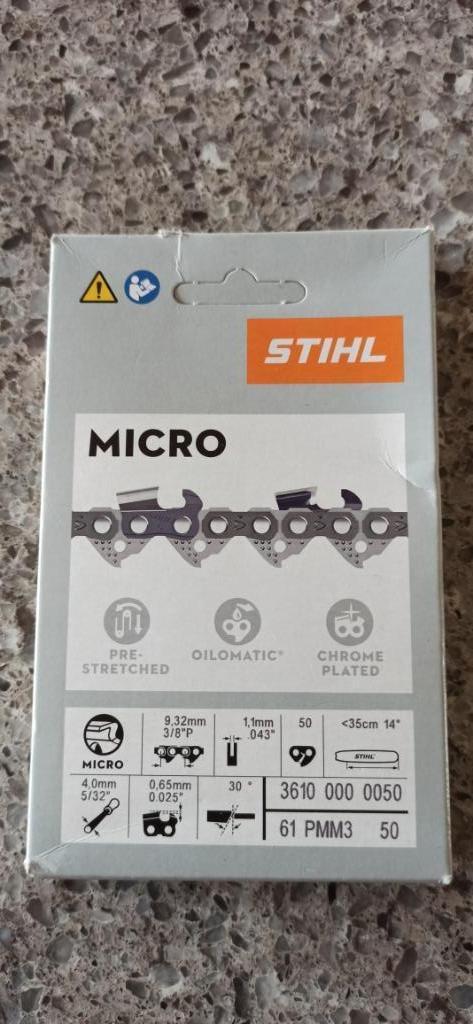 STIHL
MICRO
PRE-
STRETCHED
OILOMATIC®
CHROME
PLATED
MICRO
9,32mm
3/8"P
1,1mm
.043"
50
<35cm 14"
STIHL
4,0mm
5/32"
0,65mm
0.025"
30 °
3610 000 0050
61 PMM3 50